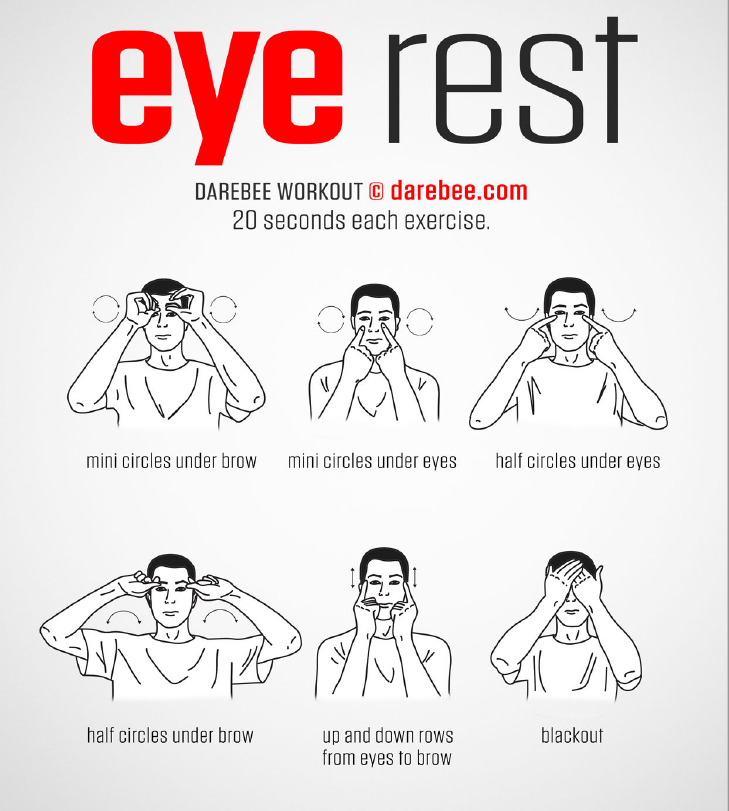 eye rest
DAREBEE WORKOUT © darebee.com
20 seconds each exercise.
mini circles under brow
mini circles under eyes
half circles under eyes
half circles under brow
up and down rows
from eyes to brow
blackout